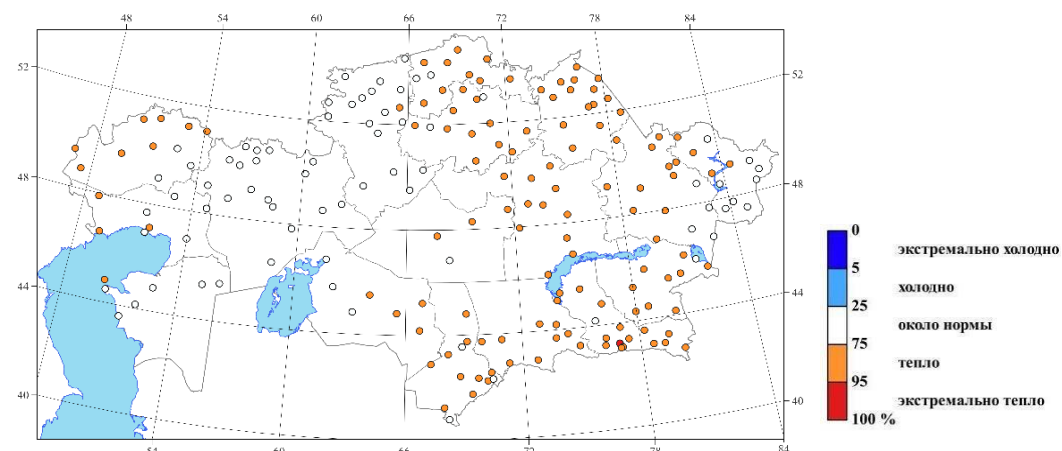 48 54 60 66 72 78 84
52 52
48 48
44 44
40 40
54 60 66 72 78 84
0
экстремально холодно
5
холодно
25
около нормы
75
тепло
95
экстремально тепло
100 %